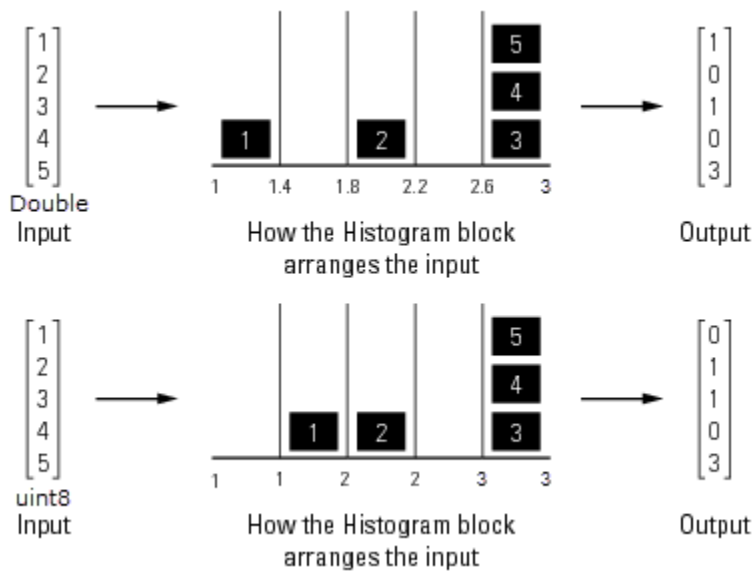 1
2
3
4
5
Double
Input
5
4
1 2 3
1 1.4 1.8 2.2 2.6 3
How the Histogram block
arranges the input
1
0
1
0
3
Output
1
2
3
4
5
uint8
Input
5
4
1 2 3
1 1 2 2 3 3
How the Histogram block
arranges the input
0
1
1
0
3
Output